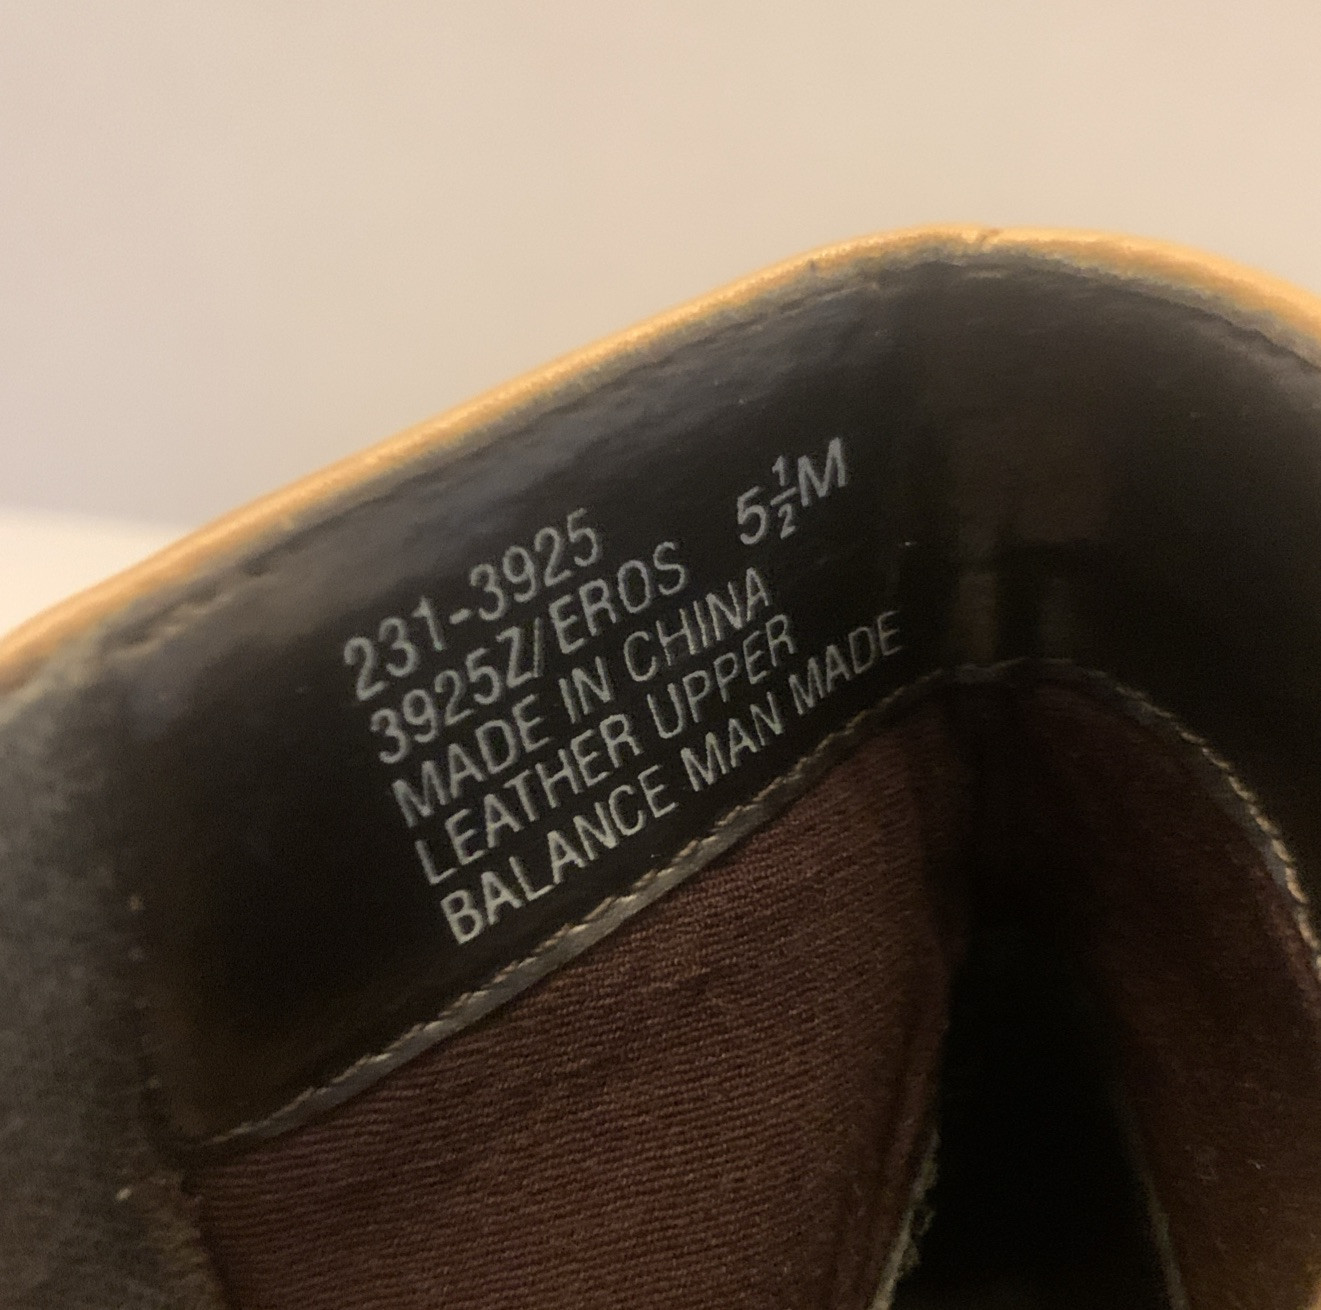 231-3925
3925Z/EROS 5½M
MADE IN CHINA
LEATHER UPPER
BALANCE MAN MADE